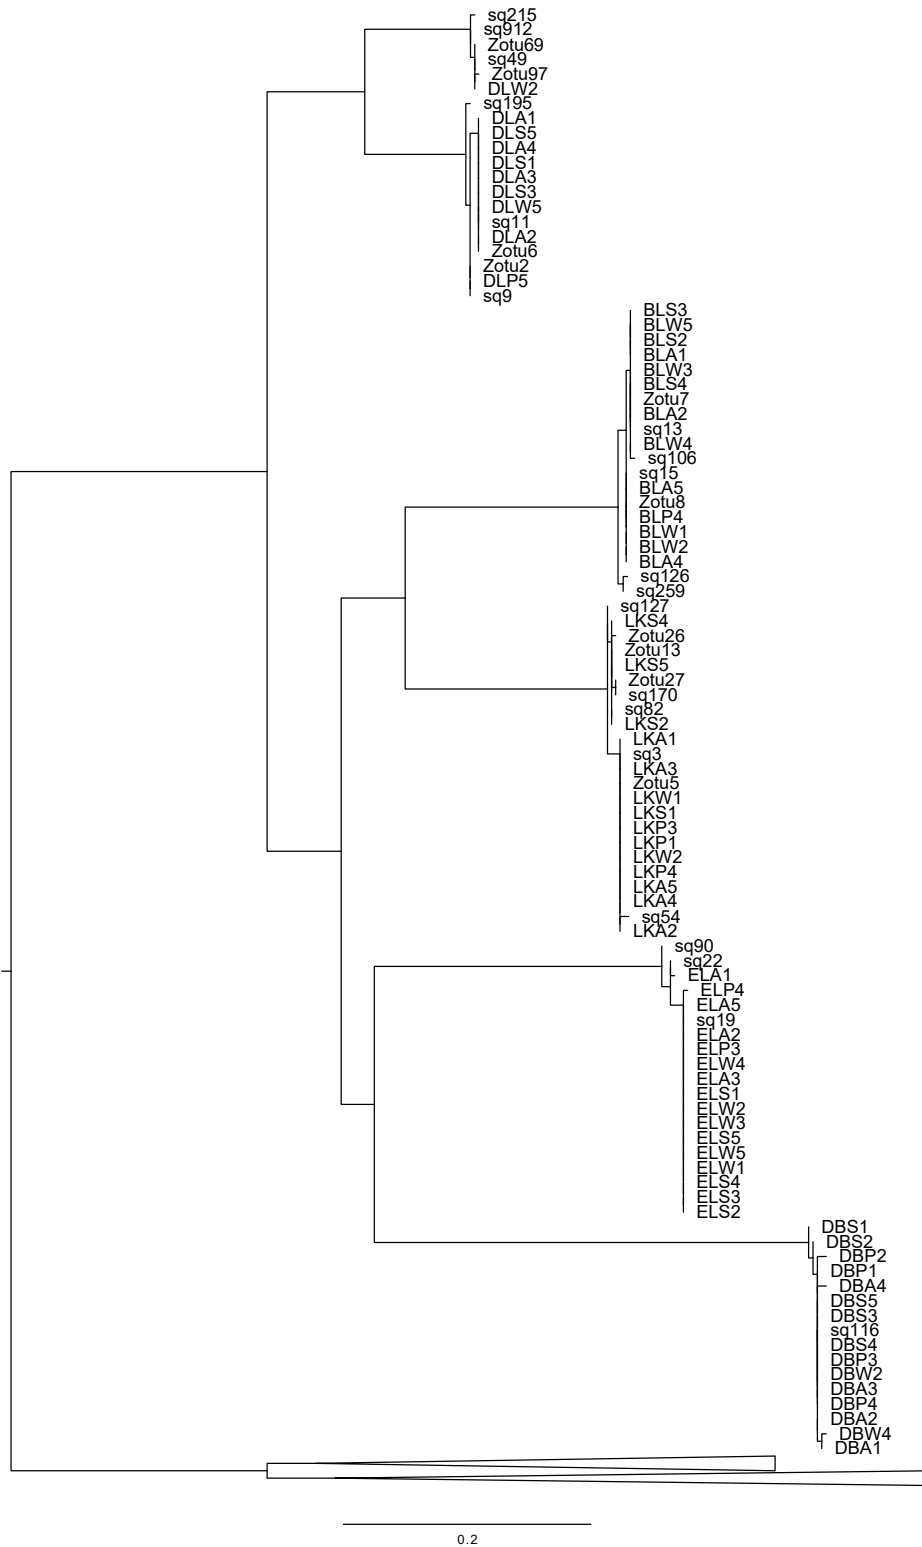 sq215
sq912
Zotu69
sq49
Zotu97
DLW2
sq195
DLA1
DLS5
DLA4
DLS1
DLA3
DLS3
DLW5
sq11
DLA2
Zotu6
Zotu2
DLP5
sq9
BLS3
BLW5
BLS2
BLA1
BLW3
BLS4
Zotu7
BLA2
sq13
BLW4
sq106
sq15
BLA5
Zotu8
BLP4
BLW1
BLW2
BLA4
sq126
sq259
sq127
LKS4
Zotu26
Zotu13
LKS5
Zotu27
sq170
sq82
LKS2
LKA1
sq3
LKA3
Zotu5
LKW1
LKS1
LKP3
LKP1
LKW2
LKP4
LKA5
LKA4
sq54
LKA2
sq90
sq22
ELA1
ELP4
ELA5
sq19
ELA2
ELP3
ELW4
ELA3
ELS1
ELW2
ELW3
ELS5
ELW5
ELW1
ELS4
ELS3
ELS2
DBS1
DBS2
DBP2
DBP1
DBA4
DBS5
DBS3
sq116
DBS4
DBP3
DBW2
DBA3
DBP4
DBA2
DBW4
DBA1
0.2